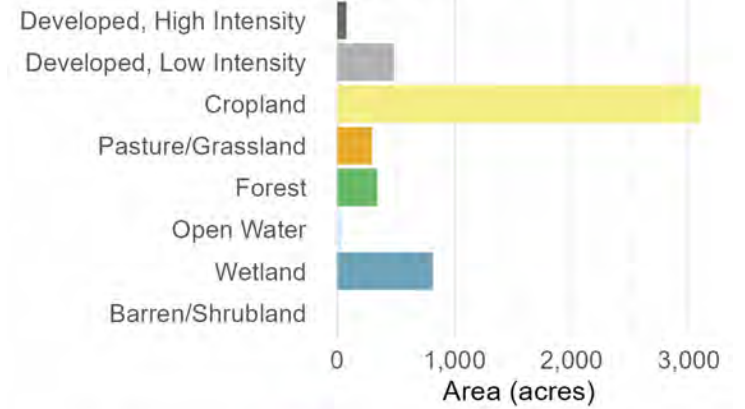 Developed, High Intensity
Developed, Low Intensity
Cropland
Pasture/Grassland
Forest
Open Water
Wetland
Barren/Shrubland
0 1,000 2,000 3,000
Area (acres)